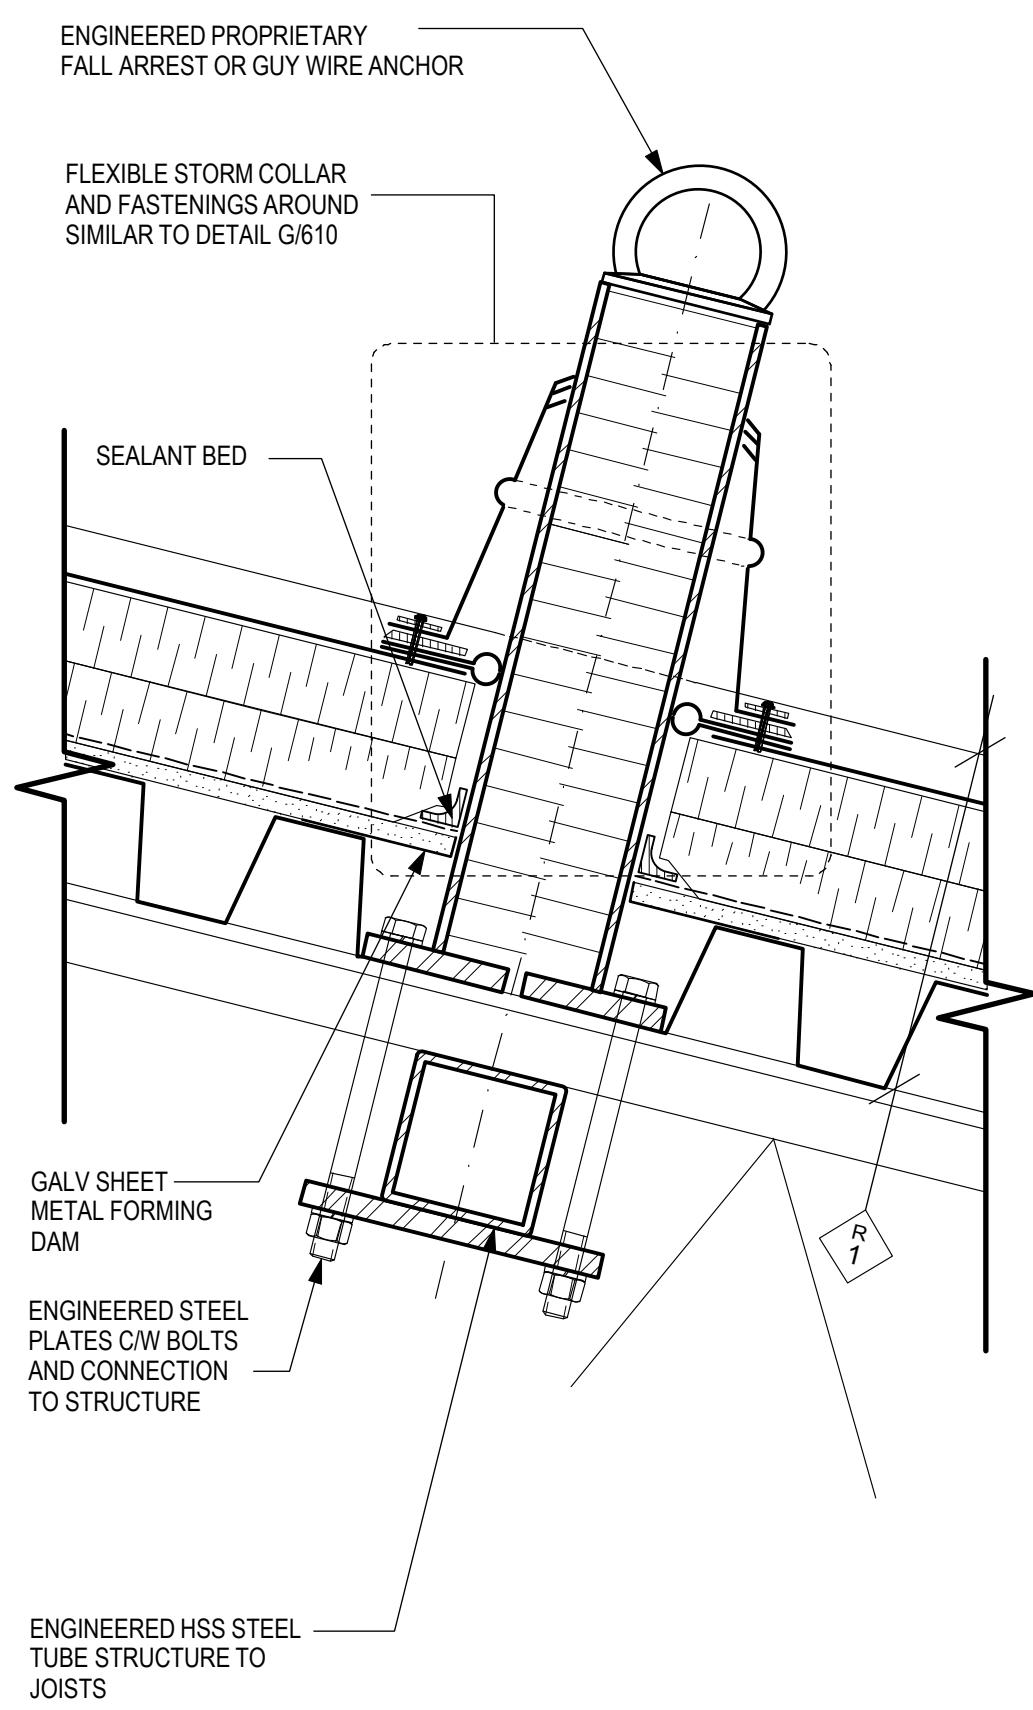 ENGINEERED PROPRIETARY
FALL ARREST OR GUY WIRE ANCHOR
FLEXIBLE STORM COLLAR
AND FASTENINGS AROUND
SIMILAR TO DETAIL G/610
SEALANT BED
GALV SHEET
METAL FORMING
DAM
R
1
ENGINEERED STEEL
PLATES C/W BOLTS
AND CONNECTION
TO STRUCTURE
ENGINEERED HSS STEEL
TUBE STRUCTURE TO
JOISTS